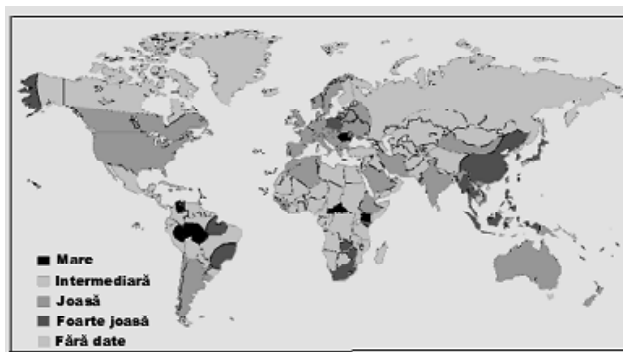 Mare
Intermediară
Joasă
Foarte joasă
Fără date